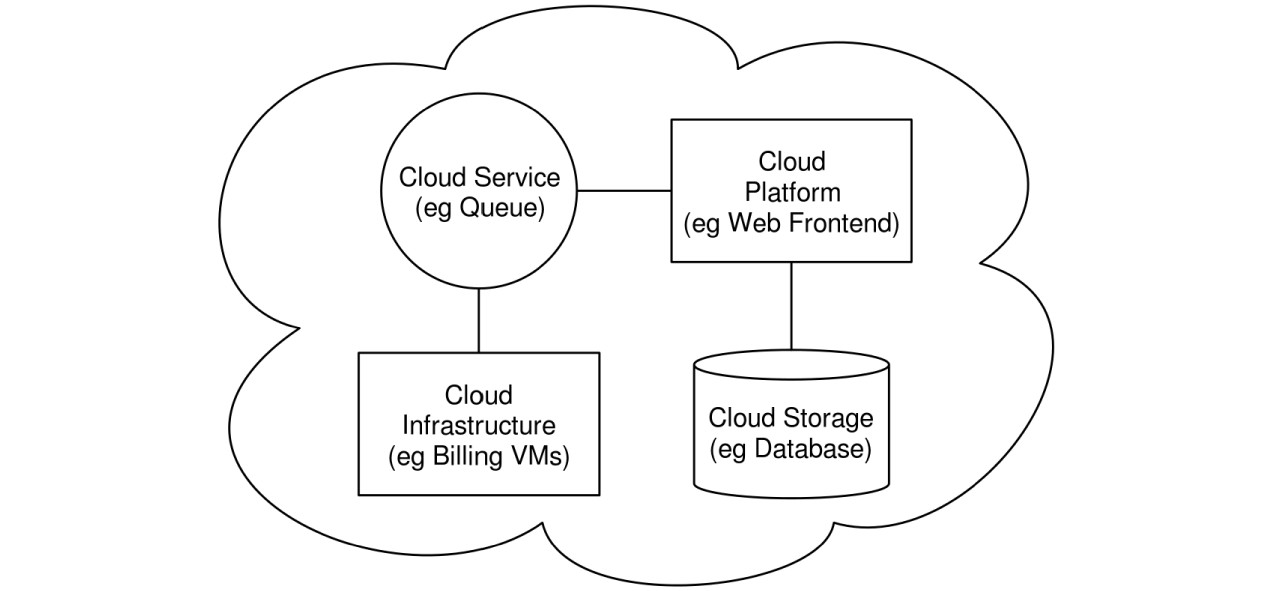 Cloud Service
(eg Queue)
Cloud
Platform
(eg Web Frontend)
Cloud
Infrastructure
(eg Billing VMs)
Cloud Storage
(eg Database)